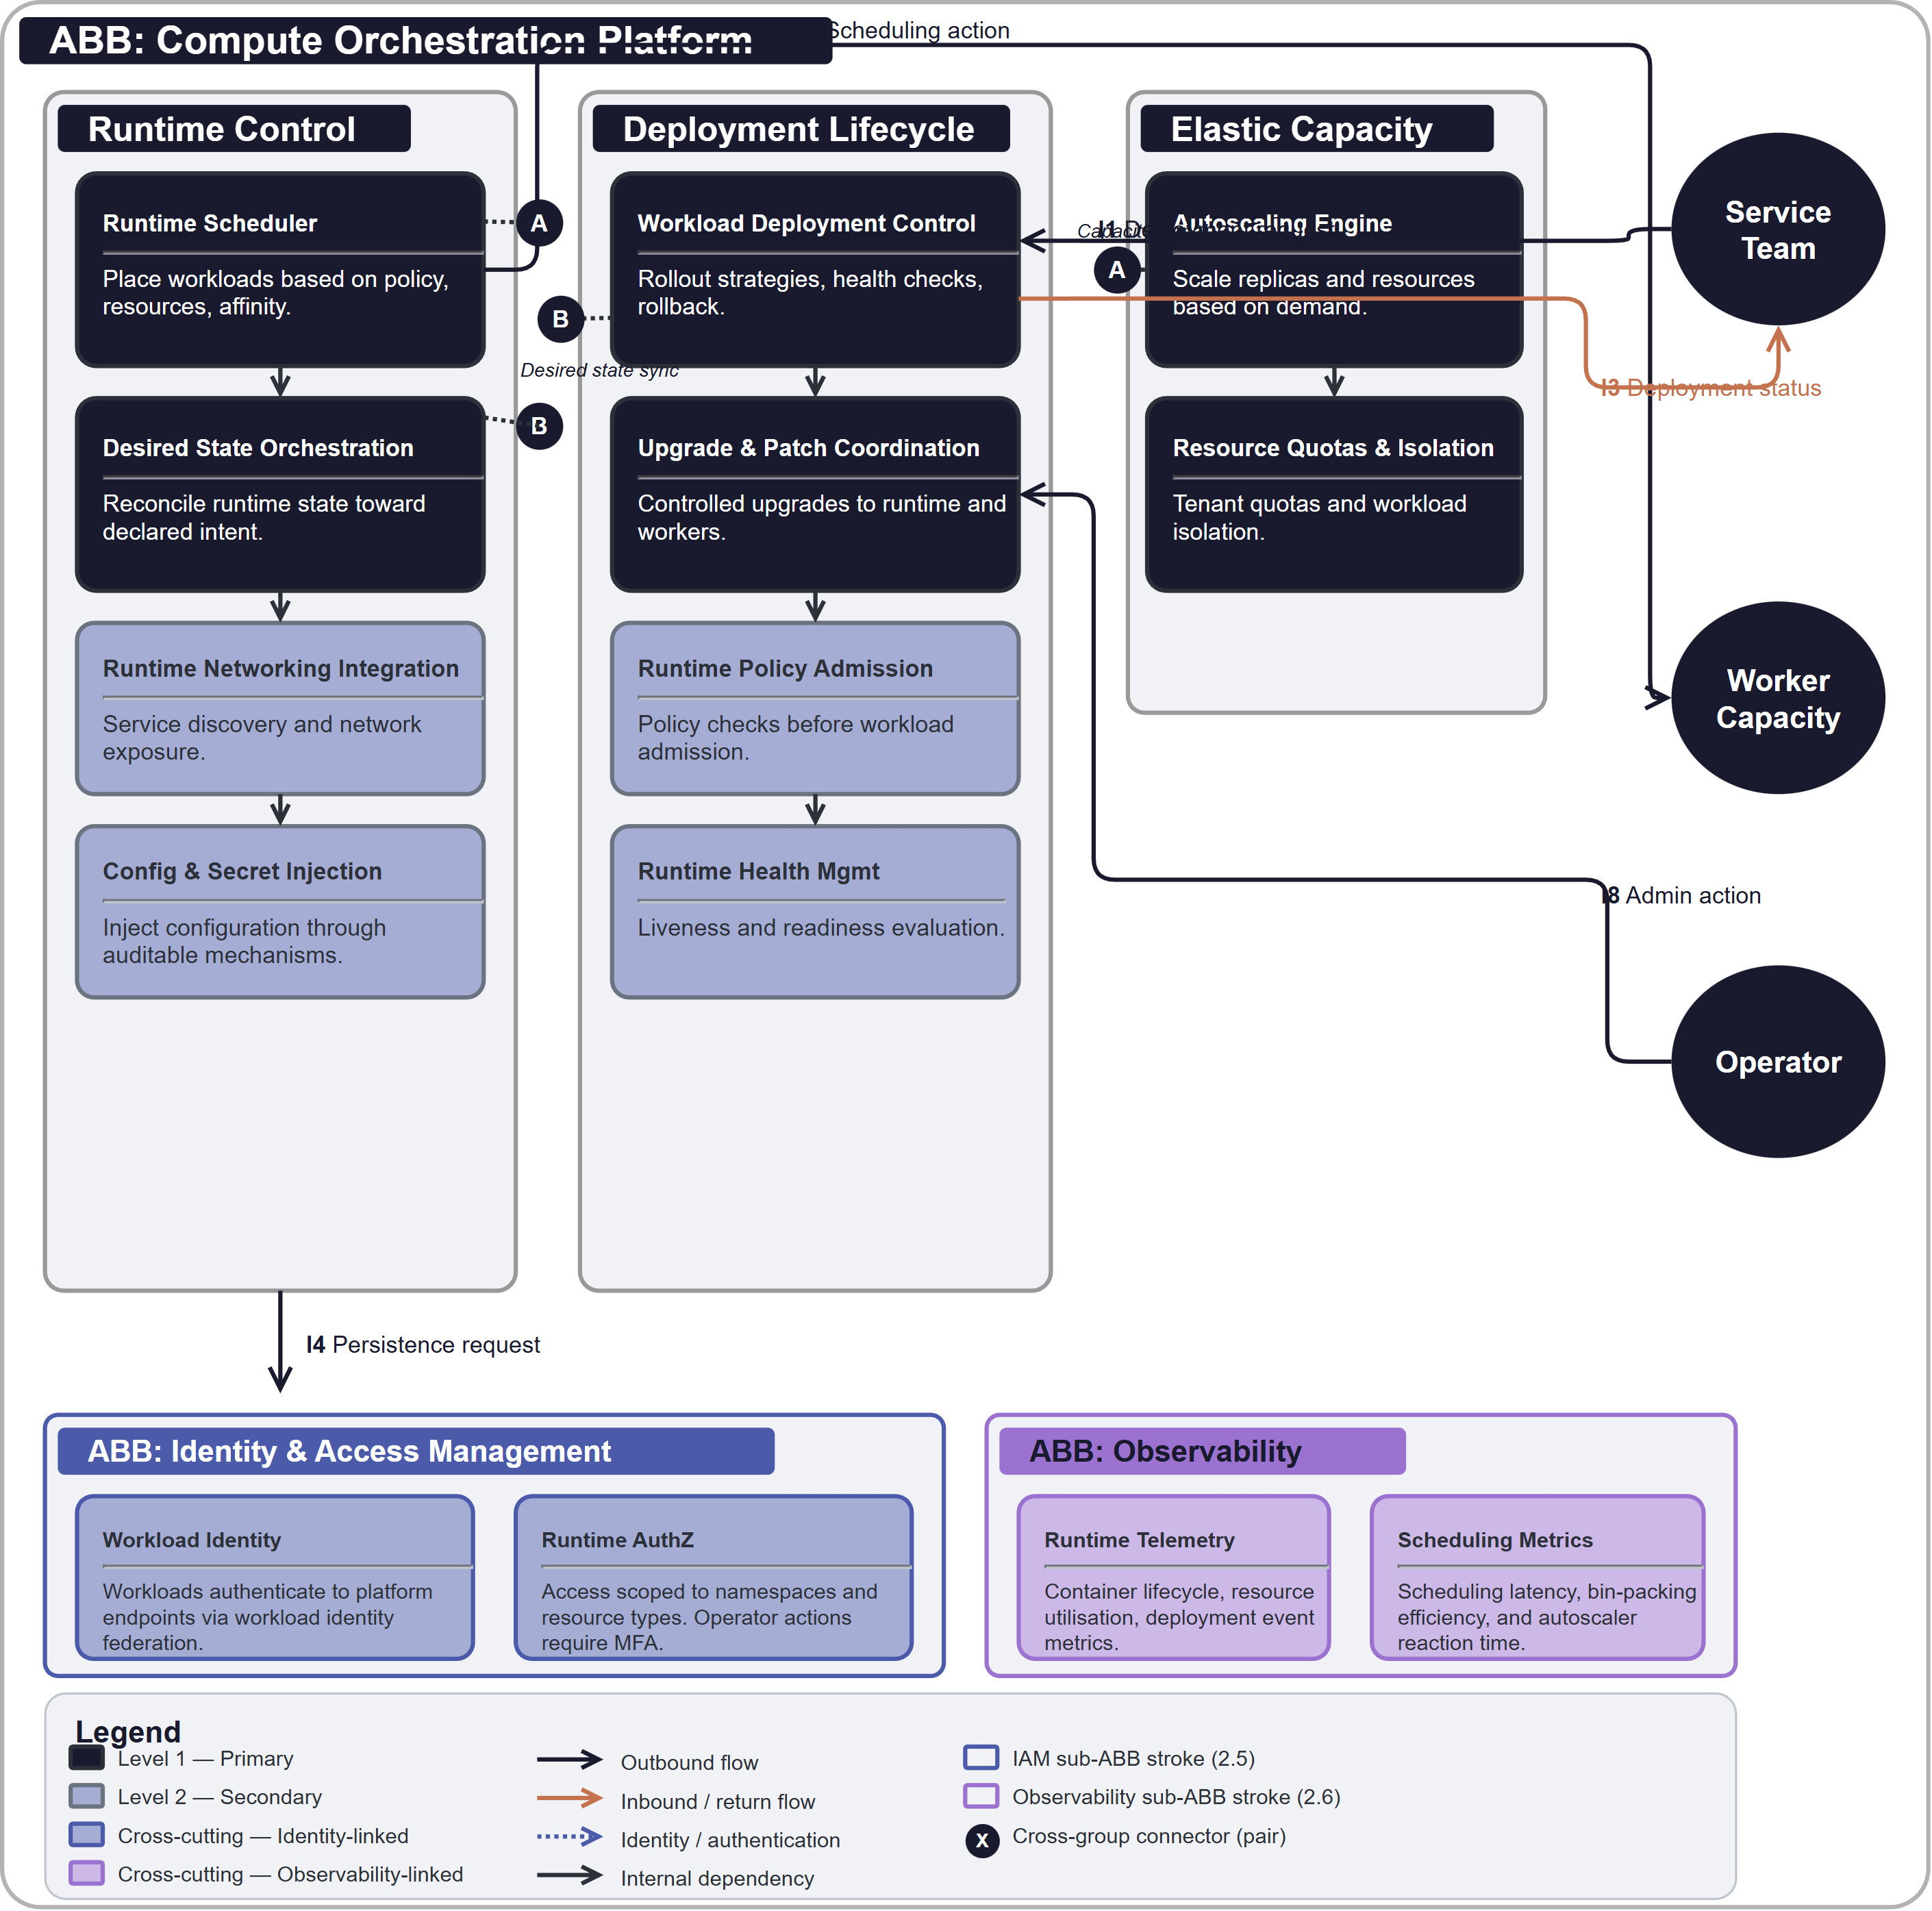 ABB: Compute Orchestration Platform
Scheduling action
Runtime Control
Runtime Scheduler
Place workloads based on policy,
resources, affinity.
A
Desired State Orchestration
Reconcile runtime state toward
declared intent.
B
Runtime Networking Integration
Service discovery and network
exposure.
Config & Secret Injection
Inject configuration through
auditable mechanisms.
Deployment Lifecycle
Workload Deployment Control
Rollout strategies, health checks,
rollback.
B
Desired state sync
Upgrade & Patch Coordination
Controlled upgrades to runtime and
workers.
Runtime Policy Admission
Policy checks before workload
admission.
Runtime Health Mgmt
Liveness and readiness evaluation.
Elastic Capacity
I1
A
Autoscaling Engine
Scale replicas and resources
based on demand.
Resource Quotas & Isolation
Tenant quotas and workload
isolation.
Service
Team
I3 Deployment status
Worker
Capacity
I8 Admin action
Operator
I4 Persistence request
ABB: Identity & Access Management
Workload Identity
Workloads authenticate to platform
endpoints via workload identity
federation.
Runtime AuthZ
Access scoped to namespaces and
resource types. Operator actions
require MFA.
ABB: Observability
Runtime Telemetry
Container lifecycle, resource
utilisation, deployment event
metrics.
Scheduling Metrics
Scheduling latency, bin-packing
efficiency, and autoscaler
reaction time.
Legend
Level 1 — Primary
Level 2 — Secondary
Cross-cutting — Identity-linked
Cross-cutting — Observability-linked
Outbound flow
Inbound / return flow
Identity / authentication
Internal dependency
IAM sub-ABB stroke (2.5)
Observability sub-ABB stroke (2.6)
X Cross-group connector (pair)